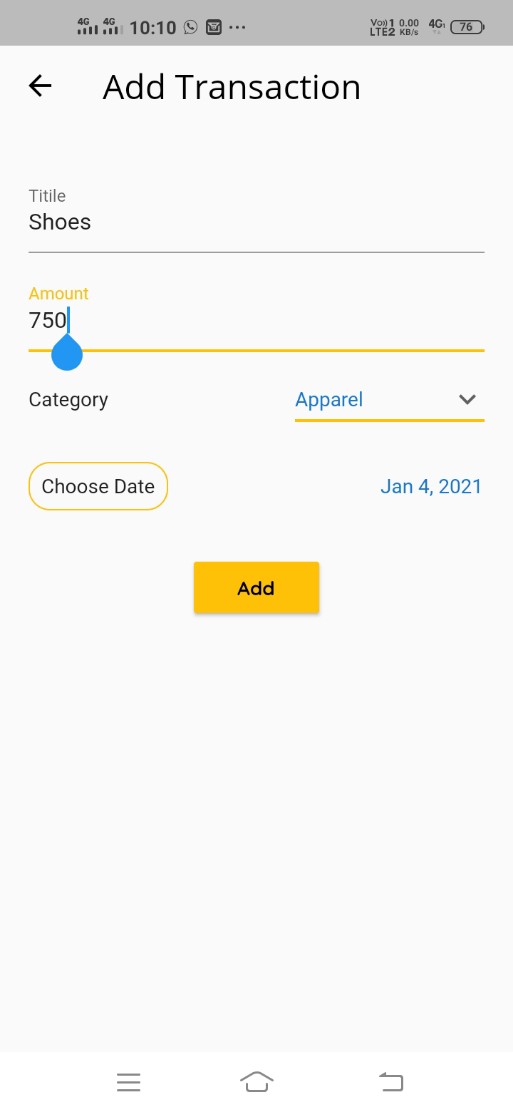 4G 4G 10:10 Vo)) 1 0.00 4G 76
LTE2 KB/s
Add Transaction
Titile
Shoes
Amount
750
Category Apparel
Choose Date Jan 4, 2021
Add